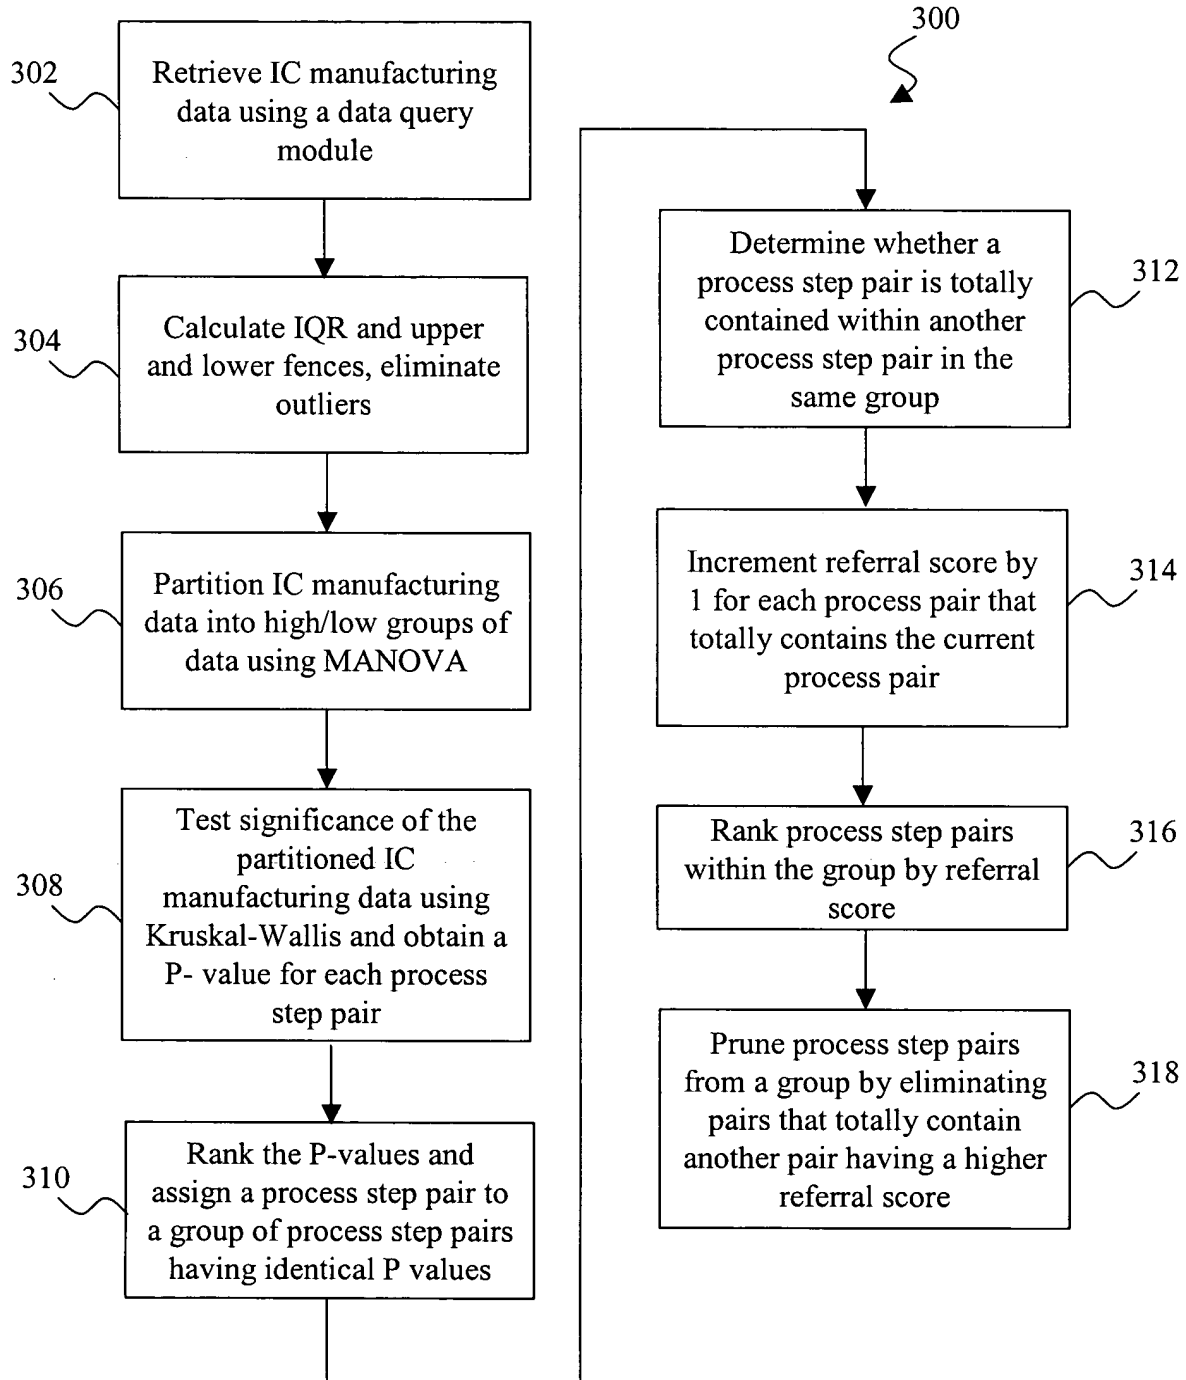 300
302
Retrieve IC manufacturing
data using a data query
module
304
Calculate IQR and upper
and lower fences, eliminate
outliers
306
Partition IC manufacturing
data into high/low groups of
data using MANOVA
308
Test significance of the
partitioned IC
manufacturing data using
Kruskal-Wallis and obtain a
P- value for each process
step pair
310
Rank the P-values and
assign a process step pair to
a group of process step pairs
having identical P values
312
Determine whether a
process step pair is totally
contained within another
process step pair in the
same group
314
Increment referral score by
1 for each process pair that
totally contains the current
process pair
316
Rank process step pairs
within the group by referral
score
318
Prune process step pairs
from a group by eliminating
pairs that totally contain
another pair having a higher
referral score